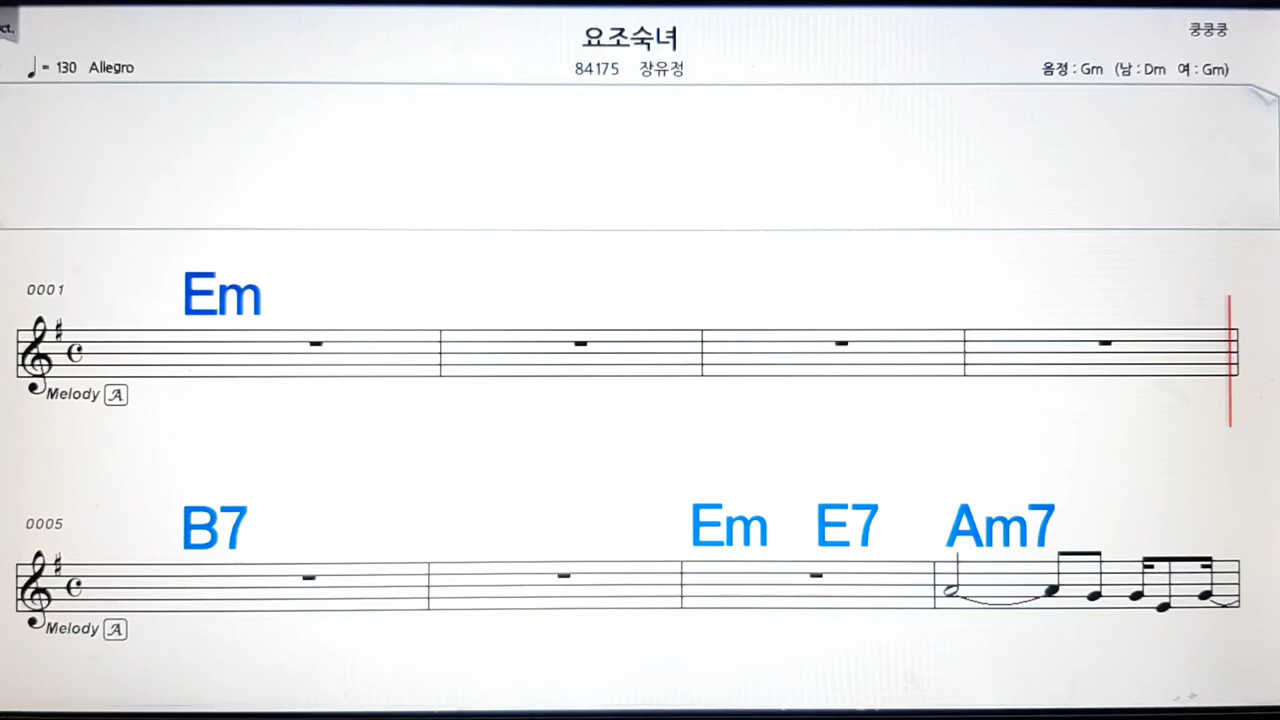 요조숙녀
쿵쿵쿵
♩ = 130 Allegro
84175 장유정
음정 : Gm (남 : Dm 여 : Gm)
0001
Em
Melody A
0005
B7 Em E7 Am7
Melody A